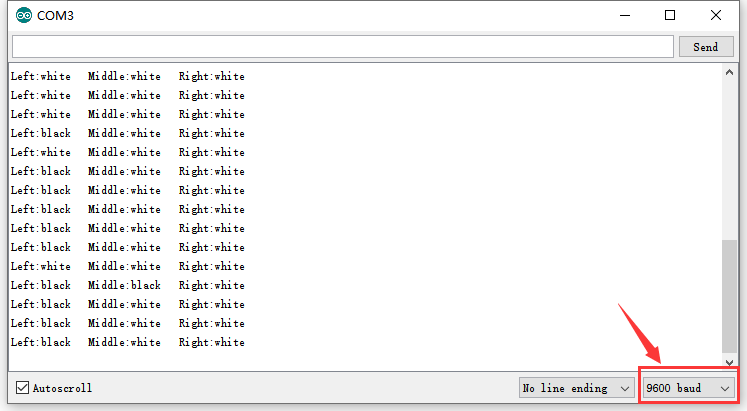 COM3
Send
Left:white Middle:white Right:white
Left:white Middle:white Right:white
Left:white Middle:white Right:white
Left:black Middle:white Right:white
Left:white Middle:white Right:white
Left:black Middle:white Right:white
Left:black Middle:white Right:white
Left:black Middle:white Right:white
Left:black Middle:white Right:white
Left:black Middle:white Right:white
Left:white Middle:white Right:white
Left:black Middle:black Right:white
Left:black Middle:white Right:white
Left:black Middle:white Right:white
Left:black Middle:white Right:white
Autoscroll No line ending 9600 baud